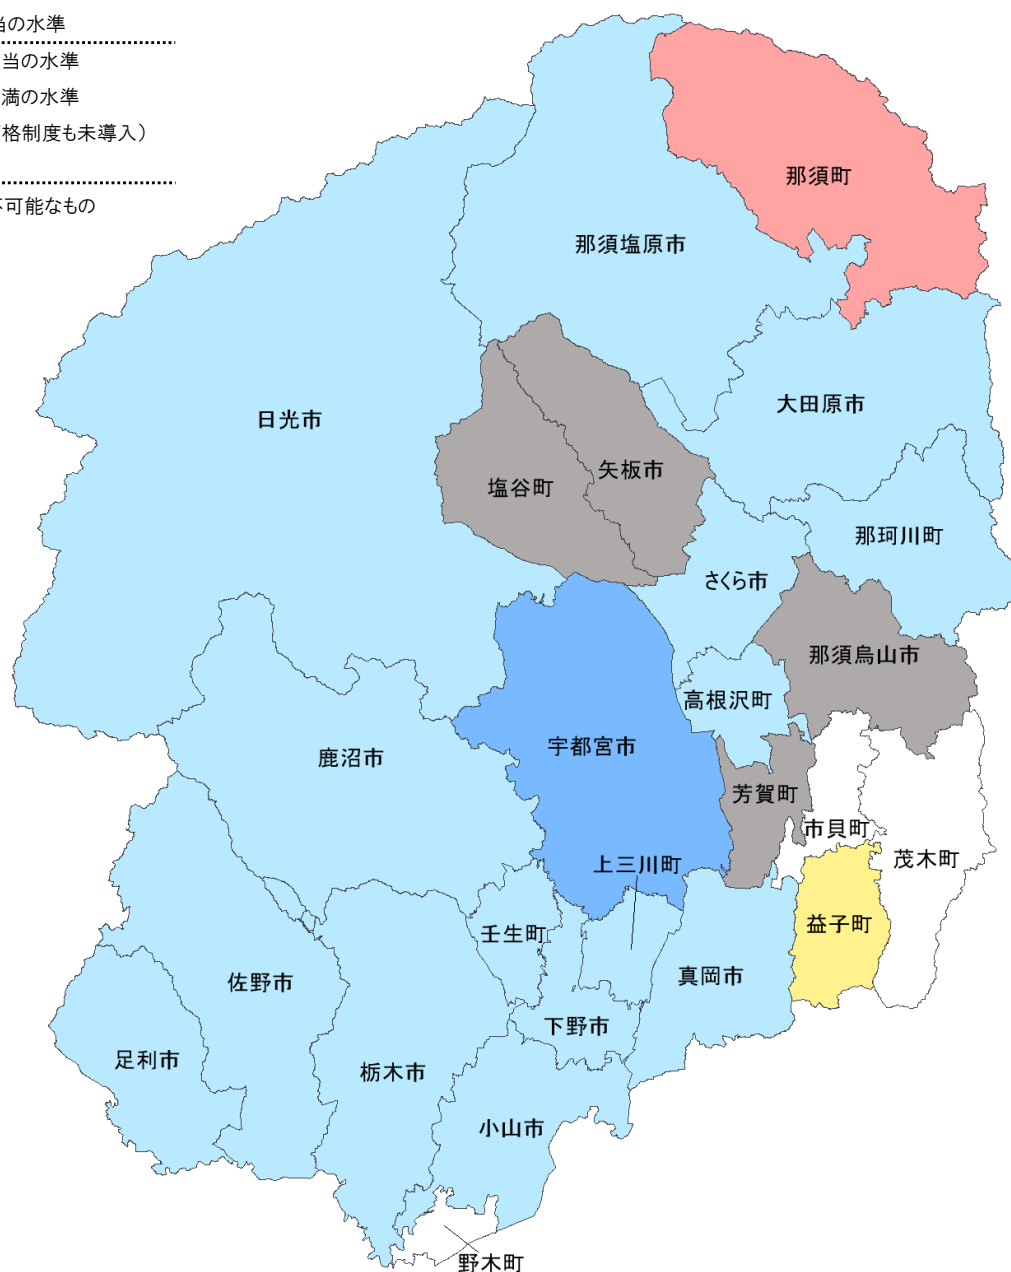 当の水準
当の水準
満の水準
格制度も未導入）
不可能なもの
那須町
那須塩原市
大田原市
日光市
矢板市
塩谷町
那珂川町
さくら市
那須烏山市
高根沢町
宇都宮市
鹿沼市
芳賀町
市貝町
茂木町
上三川町
益子町
壬生町
真岡市
佐野市
下野市
足利市
栃木市
小山市
野木町